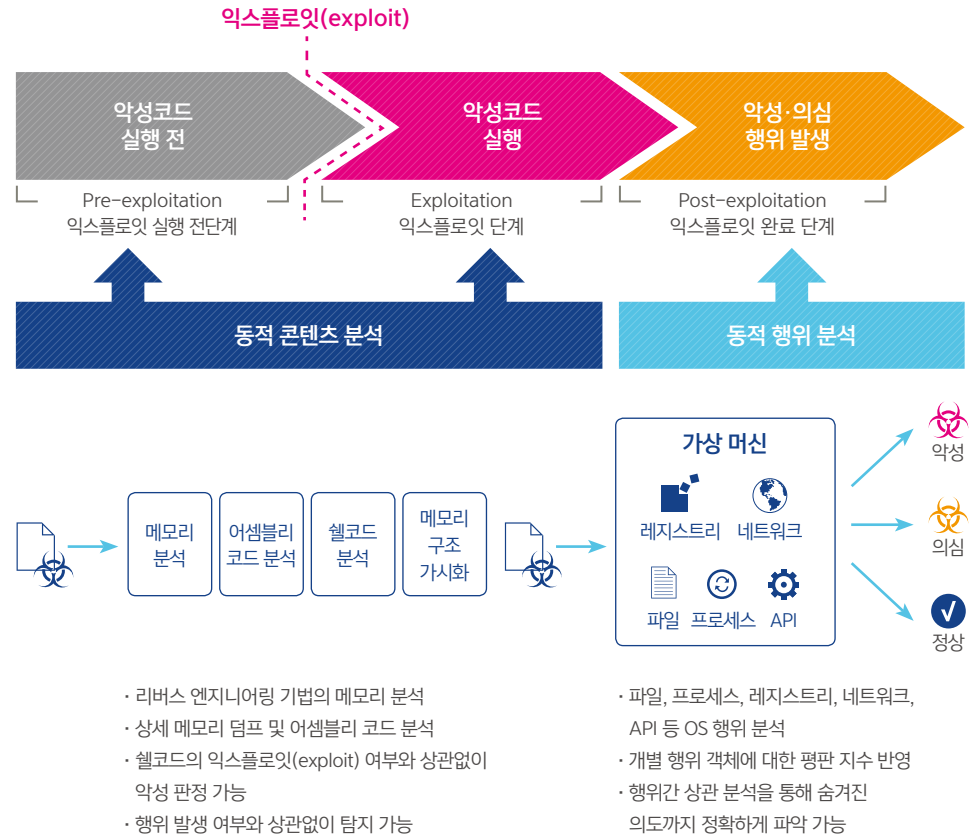 익스플로잇(exploit)
악성코드
실행 전
악성코드
실행
악성·의심
행위 발생
Pre-exploitation
익스플로잇 실행 전단계
Exploitation
익스플로잇 단계
Post-exploitation
익스플로잇 완료 단계
동적 콘텐츠 분석
동적 행위 분석
메모리
분석
어셈블리
코드 분석
쉘코드
분석
메모리
구조
가시화
가상 머신
레지스트리
네트워크
파일
프로세스
API
악성
의심
정상
· 리버스 엔지니어링 기법의 메모리 분석
· 상세 메모리 덤프 및 어셈블리 코드 분석
· 쉘코드의 익스플로잇(exploit) 여부와 상관없이
악성 판정 가능
· 행위 발생 여부와 상관없이 탐지 가능
· 파일, 프로세스, 레지스트리, 네트워크,
API 등 OS 행위 분석
· 개별 행위 객체에 대한 평판 지수 반영
· 행위간 상관 분석을 통해 숨겨진
의도까지 정확하게 파악 가능